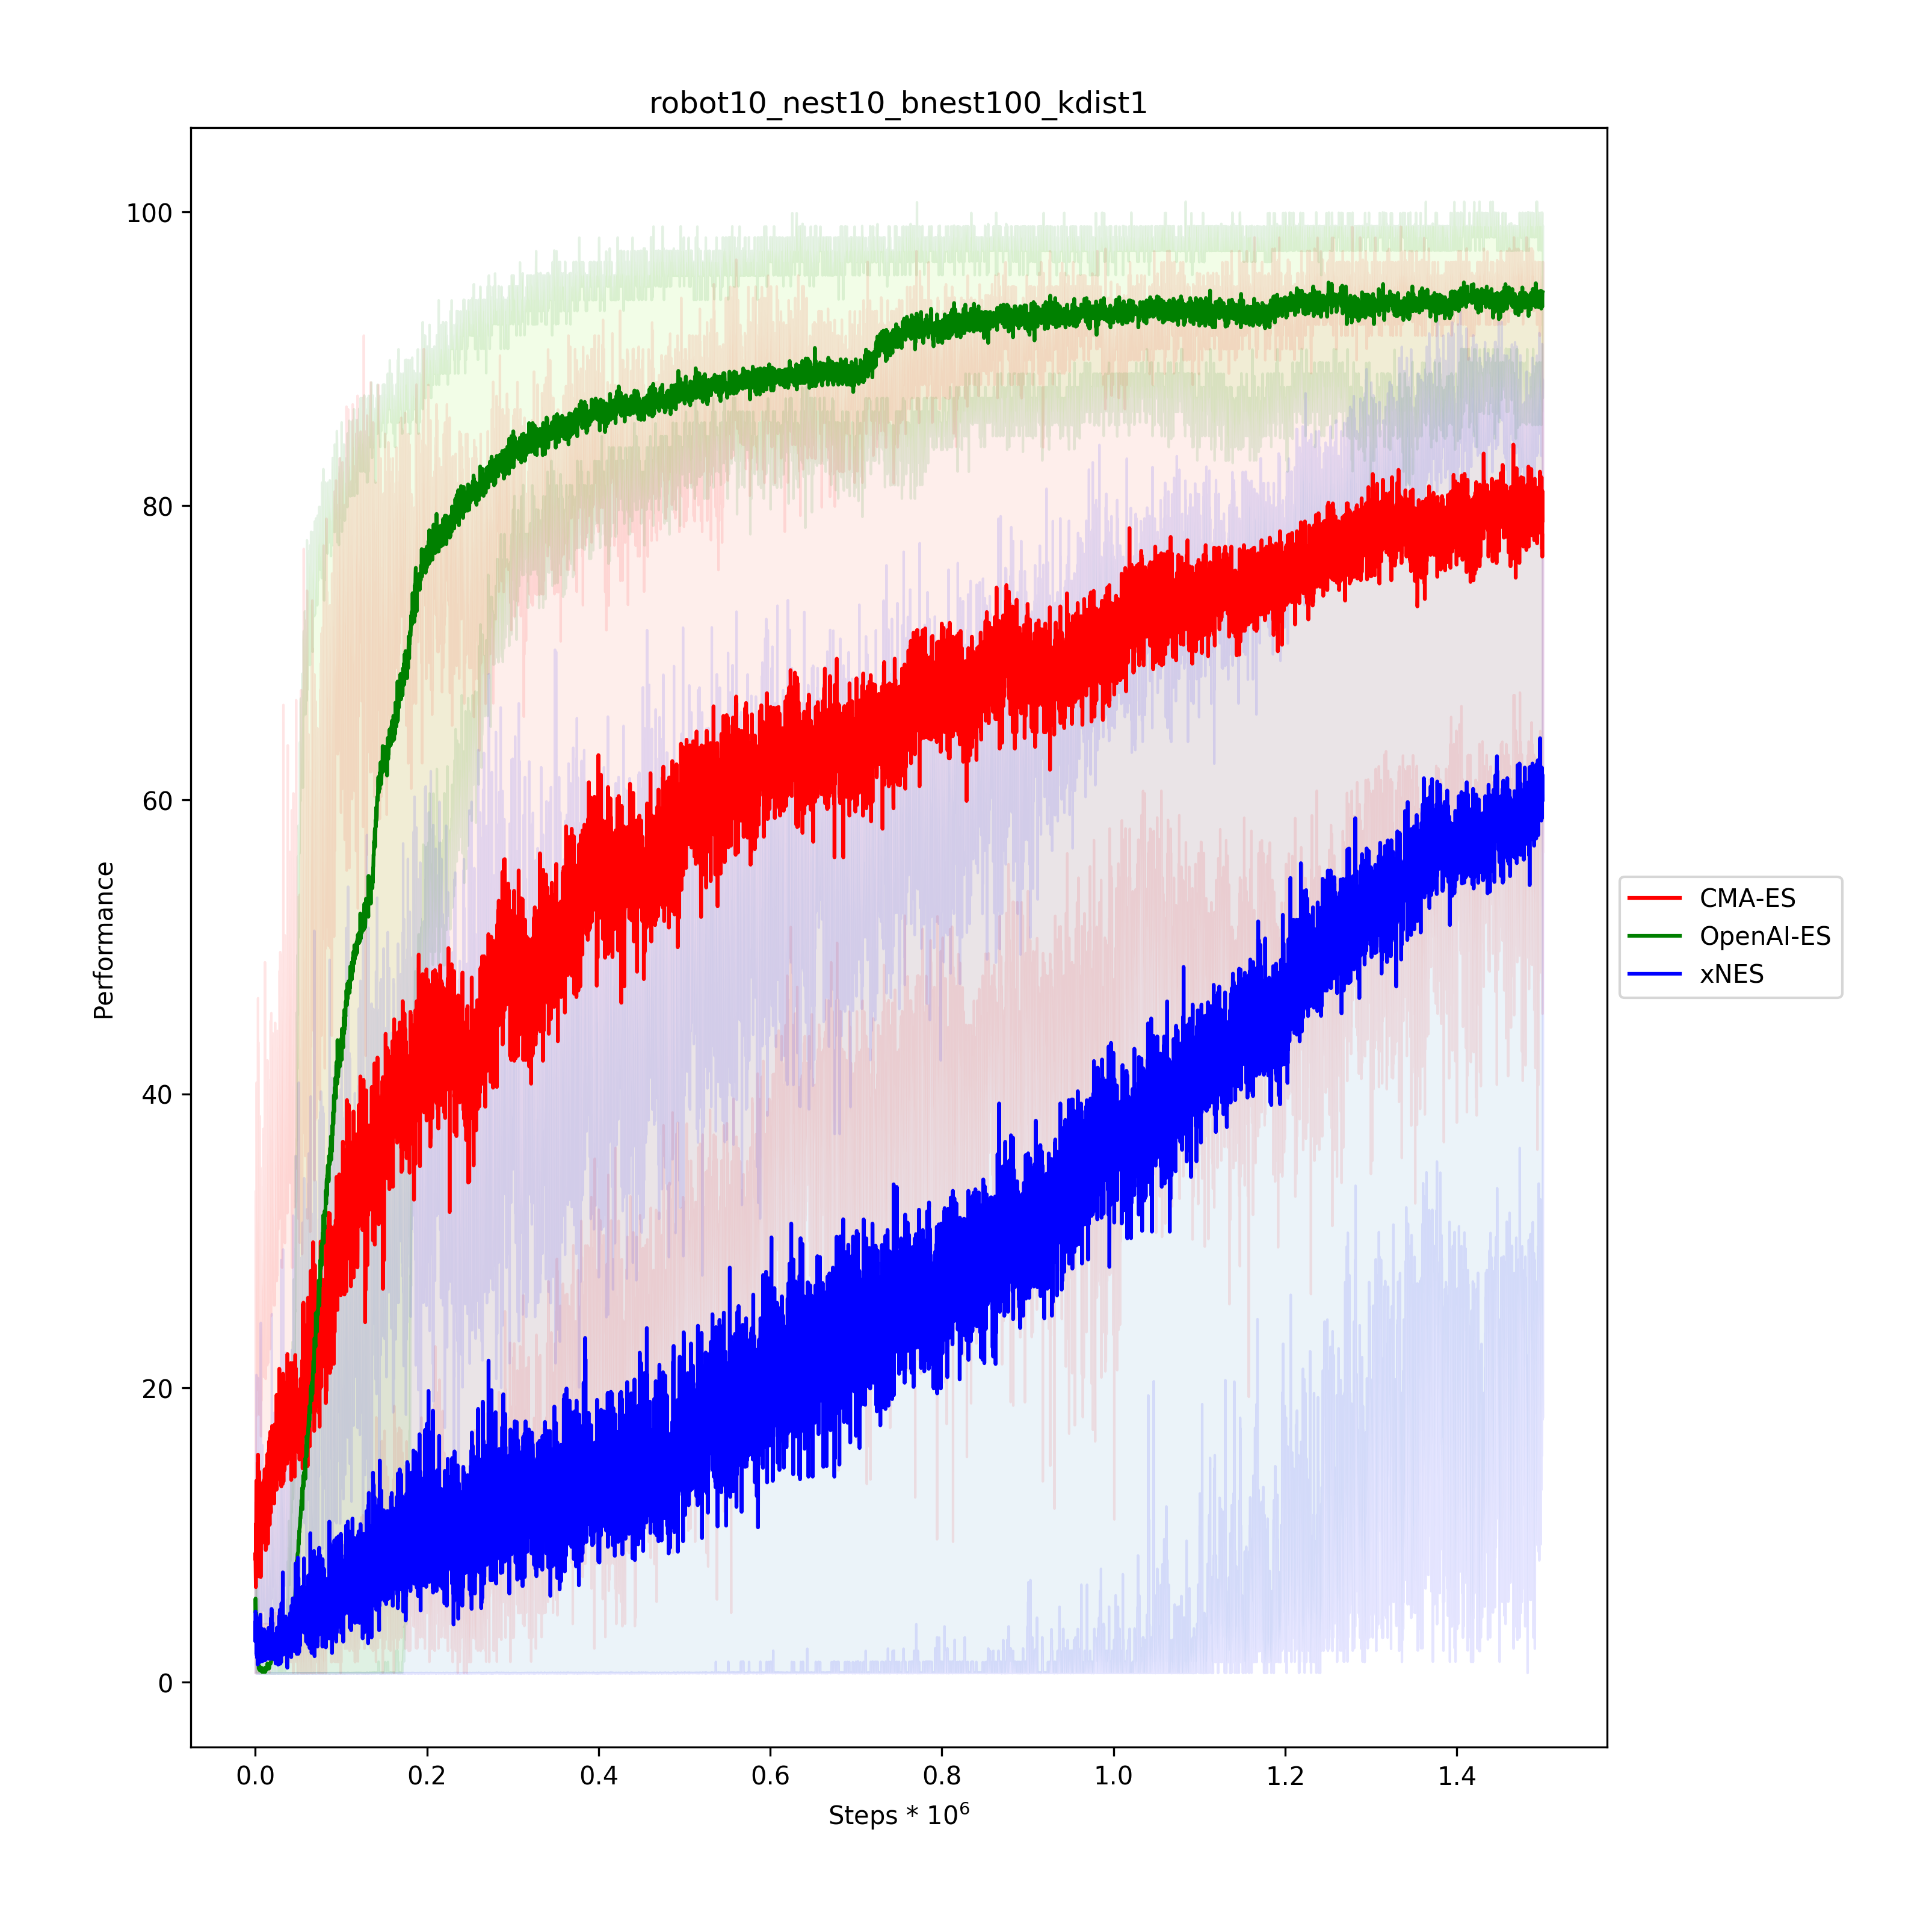 robot10_nest10_bnest100_kdist1
Performance
100
80
60
40
20
0
0.0 0.2 0.4 0.6 0.8 1.0 1.2 1.4
Steps * 10⁶
CMA-ES
OpenAI-ES
xNES